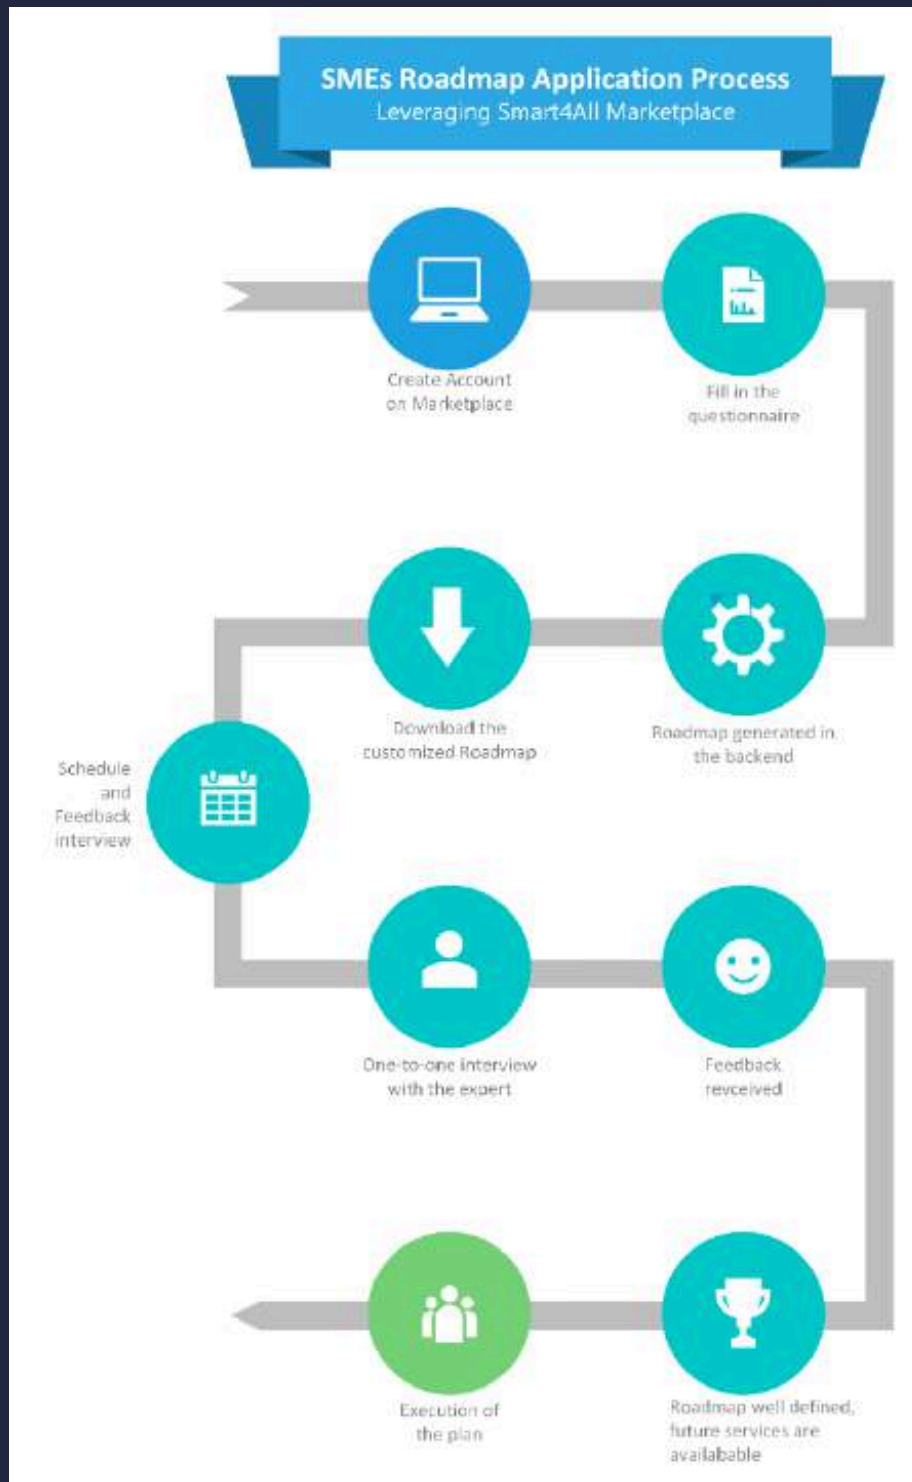 SMEs Roadmap Application Process
Leveraging Smart4All Marketplace
Create Account
on Marketplace
Fill in the
questionnaire
Roadmap generated in
the backend
Download the
customized Roadmap
Schedule
and
Feedback
interview
One-to-one interview
with the expert
Feedback
revceived
Roadmap well defined,
future services are
availabable
Execution of
the plan